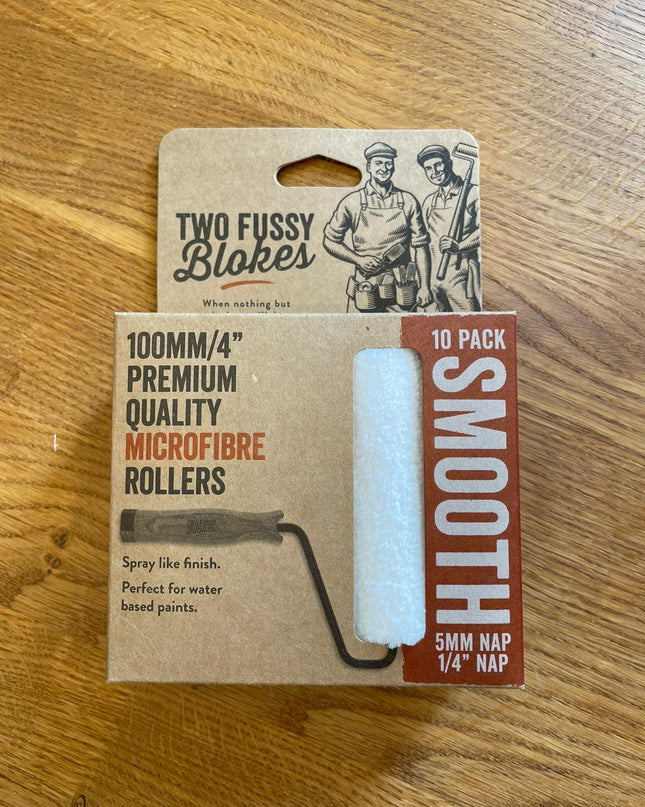 TWO FUSSY
Blokes
When nothing but
100MM/4"
PREMIUM
QUALITY
MICROFIBRE
ROLLERS
Spray like finish.
Perfect for water
based paints.
10 PACK
SMOOTH
5MM NAP
1/4" NAP